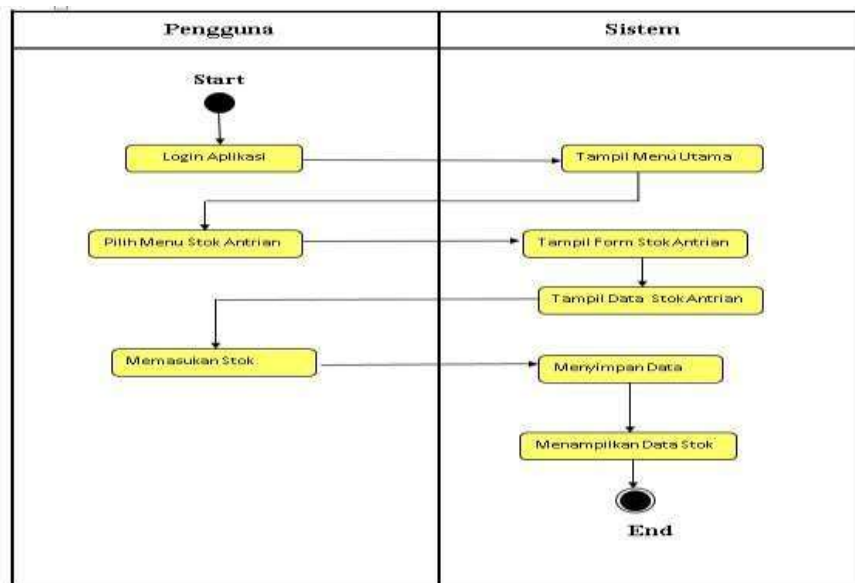 Pengguna
Sistem
Start
Login Aplikasi
Tampil Menu Utama
Pilih Menu Stok Antrian
Tampil Form Stok Antrian
Tampil Data Stok Antrian
Memasukan Stok
Menyimpan Data
Menampilkan Data Stok
End